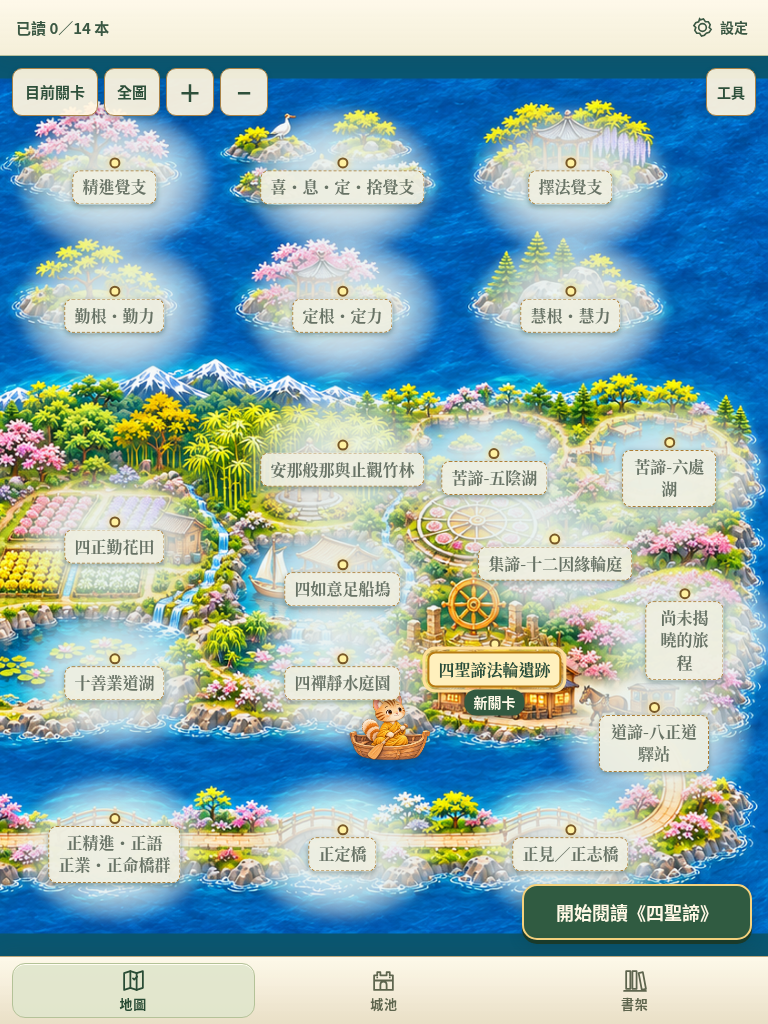 已讀 0／14 本
設定
目前關卡
全圖
＋
－
工具
精進覺支
喜・息・定・捨覺支
擇法覺支
勤根・勤力
定根・定力
慧根・慧力
安那般那與止觀竹林
苦諦-五陰湖
苦諦-六處
湖
四正勤花田
集諦-十二因緣輪庭
四如意足船塢
尚未揭
曉的旅
程
十善業道湖
四禪靜水庭園
四聖諦法輪遺跡
新關卡
道諦-八正道
驛站
正精進・正語
正業・正命橋群
正定橋
正見／正志橋
開始閱讀《四聖諦》
地圖
城池
書架